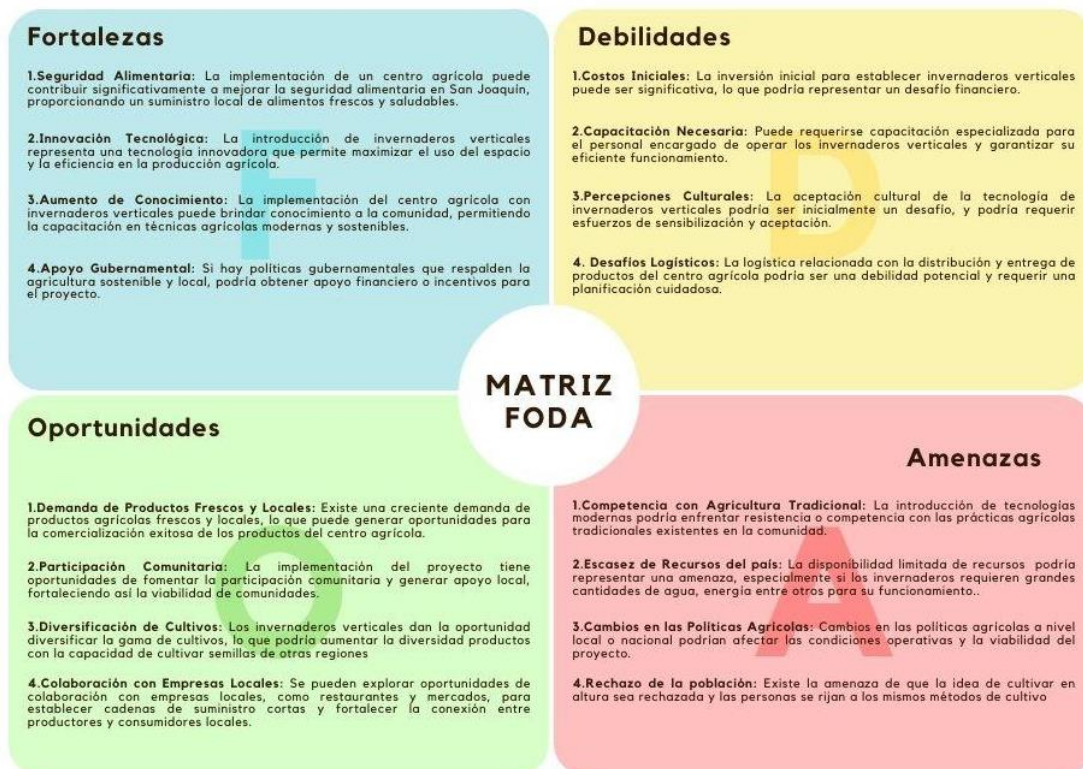 Fortalezas
1.Seguridad Alimentaria: La implementación de un centro agrícola puede
contribuir significativamente a mejorar la seguridad alimentaria en San Joaquín,
proporcionando un suministro local de alimentos frescos y saludables.
2.Innovación Tecnológica: La introducción de invernaderos verticales
representa una tecnología innovadora que permite maximizar el uso del espacio
y la eficiencia en la producción agrícola.
3.Aumento de Conocimiento: La implementación del centro agrícola con
invernaderos verticales puede brindar conocimiento a la comunidad, permitiendo
la capacitación en técnicas agrícolas modernas y sostenibles.
4.Apoyo Gubernamental: Si hay políticas gubernamentales que respalden la
agricultura sostenible y local, podría obtener apoyo financiero o incentivos para
el proyecto.
F
Debilidades
1.Costos Iniciales: La inversión inicial para establecer invernaderos verticales
puede ser significativa, lo que podría representar un desafío financiero.
2.Capacitación Necesaria: Puede requerirse capacitación especializada para
el personal encargado de operar los invernaderos verticales y garantizar su
eficiente funcionamiento.
3.Percepciones Culturales: La aceptación cultural de la tecnología de
invernaderos verticales podría ser inicialmente un desafío, y podría requerir
esfuerzos de sensibilización y aceptación.
4. Desafíos Logísticos: La logística relacionada con la distribución y entrega de
productos del centro agrícola podría ser una debilidad potencial y requerir una
planificación cuidadosa.
D
MATRIZ
FODA
Oportunidades
1.Demanda de Productos Frescos y Locales: Existe una creciente demanda de
productos agrícolas frescos y locales, lo que puede generar oportunidades para
la comercialización exitosa de los productos del centro agrícola.
2.Participación Comunitaria: La implementación del proyecto tiene
oportunidades de fomentar la participación comunitaria y generar apoyo local,
fortaleciendo así la viabilidad de comunidades.
3.Diversificación de Cultivos: Los invernaderos verticales dan la oportunidad
diversificar la gama de cultivos, lo que podría aumentar la diversidad productos
con la capacidad de cultivar semillas de otras regiones
4.Colaboración con Empresas Locales: Se pueden explorar oportunidades de
colaboración con empresas locales, como restaurantes y mercados, para
establecer cadenas de suministro cortas y fortalecer la conexión entre
productores y consumidores locales.
O
Amenazas
1.Competencia con Agricultura Tradicional: La introducción de tecnologías
modernas podría enfrentar resistencia o competencia con las prácticas agrícolas
tradicionales existentes en la comunidad.
2.Escasez de Recursos del país: La disponibilidad limitada de recursos podría
representar una amenaza, especialmente si los invernaderos requieren grandes
cantidades de agua, energía entre otros para su funcionamiento..
3.Cambios en las Políticas Agrícolas: Cambios en las políticas agrícolas a nivel
local o nacional podrían afectar las condiciones operativas y la viabilidad del
proyecto.
4.Rechazo de la población: Existe la amenaza de que la idea de cultivar en
altura sea rechazada y las personas se rijan a los mismos métodos de cultivo
A